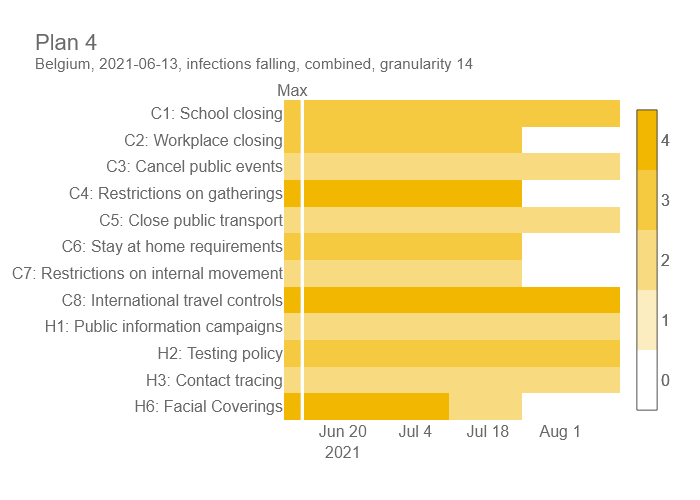 Plan 4
Belgium, 2021-06-13, infections falling, combined, granularity 14
Max
C1: School closing
C2: Workplace closing
C3: Cancel public events
C4: Restrictions on gatherings
C5: Close public transport
C6: Stay at home requirements
C7: Restrictions on internal movement
C8: International travel controls
H1: Public information campaigns
H2: Testing policy
H3: Contact tracing
H6: Facial Coverings
Jun 20 Jul 4 Jul 18 Aug 1
2021
4
3
2
1
0